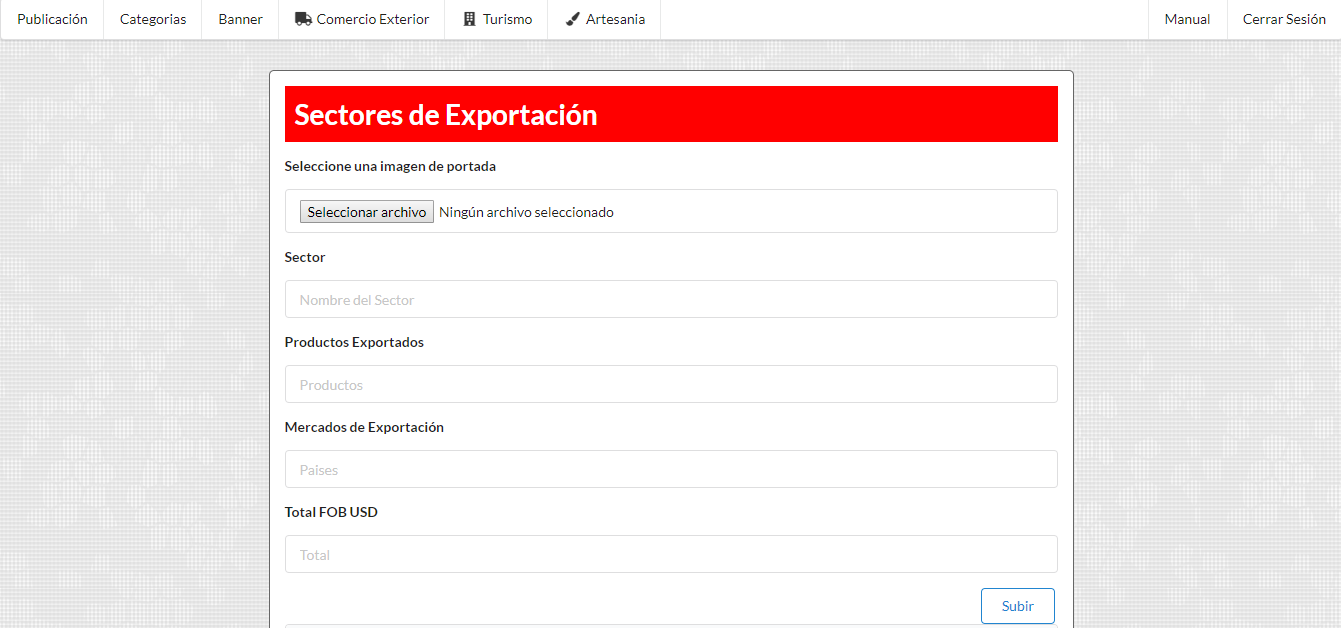 Publicación Categorias Banner Comercio Exterior Turismo Artesania Manual Cerrar Sesión
Sectores de Exportación
Seleccione una imagen de portada
Seleccionar archivo Ningún archivo seleccionado
Sector
Nombre del Sector
Productos Exportados
Productos
Mercados de Exportación
Paises
Total FOB USD
Total
Subir